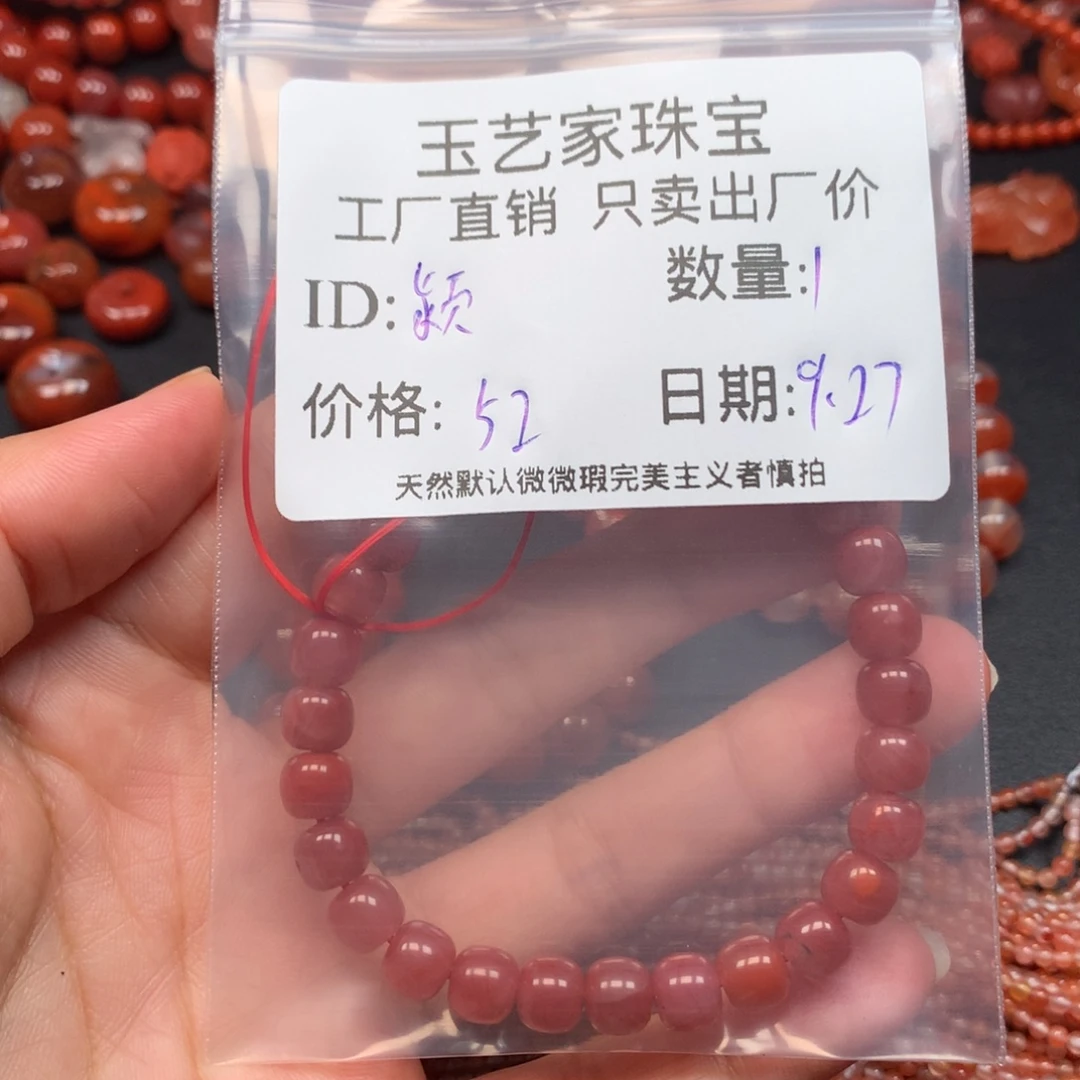 玉艺家珠宝
工厂直销 只卖出厂价
ID:颍 数量:1
价格: 52 日期:9.27
天然默认微微瑕完美主义者慎拍